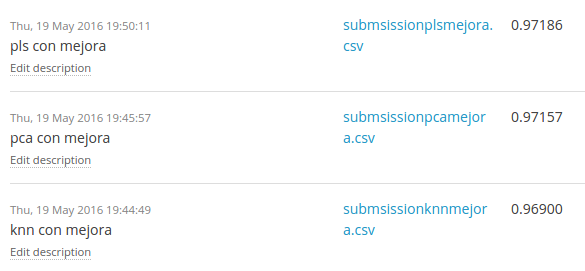 Thu, 19 May 2016 19:50:11
pls con mejora
Edit description
submsissionplsmejora.
csv
0.97186
Thu, 19 May 2016 19:45:57
pca con mejora
Edit description
submsissionpcamejor
a.csv
0.97157
Thu, 19 May 2016 19:44:49
knn con mejora
Edit description
submsissionknnmejor
a.csv
0.96900